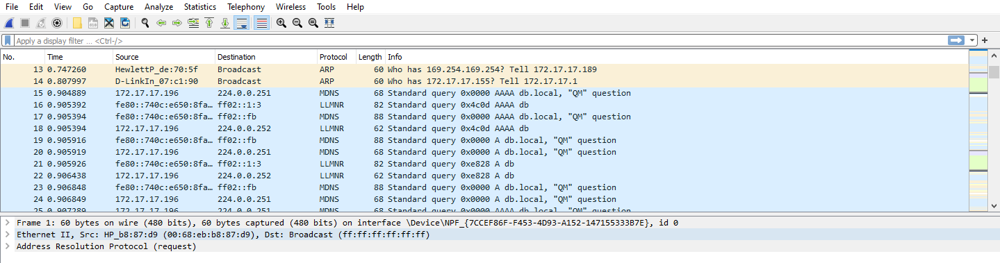 File Edit View Go Capture Analyze Statistics Telephony Wireless Tools Help
Apply a display filter ... <Ctrl-/>
No. Time Source Destination Protocol Length Info
13 0.747260 HewlettP_de:70:5f Broadcast ARP 60 Who has 169.254.169.254? Tell 172.17.17.189
14 0.807997 D-LinkIn_07:c1:90 Broadcast ARP 60 Who has 172.17.17.155? Tell 172.17.17.1
15 0.904889 172.17.17.196 224.0.0.251 MDNS 68 Standard query 0x0000 AAAA db.local, "QM" question
16 0.905392 fe80::740c:e650:8fa… ff02::1:3 LLMNR 82 Standard query 0x4c0d AAAA db
17 0.905394 fe80::740c:e650:8fa… ff02::fb MDNS 88 Standard query 0x0000 AAAA db.local, "QM" question
18 0.905394 172.17.17.196 224.0.0.252 LLMNR 62 Standard query 0x4c0d AAAA db
19 0.905916 fe80::740c:e650:8fa… ff02::fb MDNS 88 Standard query 0x0000 A db.local, "QM" question
20 0.905919 172.17.17.196 224.0.0.251 MDNS 68 Standard query 0x0000 A db.local, "QM" question
21 0.905926 fe80::740c:e650:8fa… ff02::1:3 LLMNR 82 Standard query 0xe828 A db
22 0.906438 172.17.17.196 224.0.0.252 LLMNR 62 Standard query 0xe828 A db
23 0.906848 fe80::740c:e650:8fa… ff02::fb MDNS 88 Standard query 0x0000 A db.local, "QM" question
24 0.906849 172.17.17.196 224.0.0.251 MDNS 68 Standard query 0x0000 A db.local, "QM" question
25 0.907289 172.17.17.196 224.0.0.251 MDNS 68 Standard query 0x0000 AAAA db.local, "QM" question
Frame 1: 60 bytes on wire (480 bits), 60 bytes captured (480 bits) on interface \Device\NPF_{7CCEF86F-F453-4D93-A152-147155333B7E}, id 0
Ethernet II, Src: HP_b8:87:d9 (00:68:eb:b8:87:d9), Dst: Broadcast (ff:ff:ff:ff:ff:ff)
Address Resolution Protocol (request)